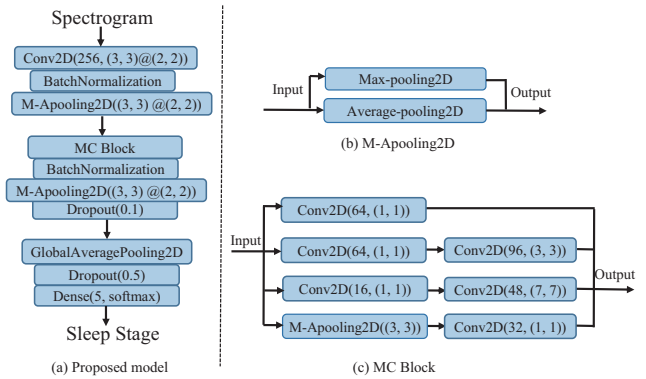 Spectrogram
Conv2D(256, (3, 3)@(2, 2))
BatchNormalization
M-Apooling2D((3, 3) @(2, 2))
MC Block
BatchNormalization
M-Apooling2D((3, 3) @(2, 2))
Dropout(0.1)
GlobalAveragePooling2D
Dropout(0.5)
Dense(5, softmax)
Sleep Stage
(a) Proposed model
Input
Max-pooling2D
Average-pooling2D
Output
(b) M-Apooling2D
Input
Conv2D(64, (1, 1))
Conv2D(64, (1, 1))
Conv2D(96, (3, 3))
Conv2D(16, (1, 1))
Conv2D(48, (7, 7))
M-Apooling2D((3, 3))
Conv2D(32, (1, 1))
Output
(c) MC Block